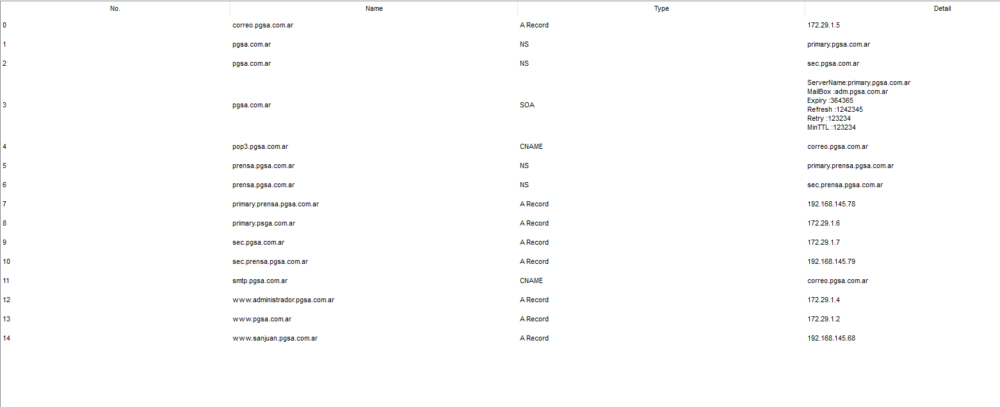 No. Name Type Detail
0 correo.pgsa.com.ar A Record 172.29.1.5
1 pgsa.com.ar NS primary.pgsa.com.ar
2 pgsa.com.ar NS sec.pgsa.com.ar
ServerName:primary.pgsa.com.ar
MailBox :adm.pgsa.com.ar
Expiry :364365
3 pgsa.com.ar SOA
Refresh :1242345
Retry :123234
MinTTL :123234
4 pop3.pgsa.com.ar CNAME correo.pgsa.com.ar
5 prensa.pgsa.com.ar NS primary.prensa.pgsa.com.ar
6 prensa.pgsa.com.ar NS sec.prensa.pgsa.com.ar
7 primary.prensa.pgsa.com.ar A Record 192.168.145.78
8 primary.psga.com.ar A Record 172.29.1.6
9 sec.pgsa.com.ar A Record 172.29.1.7
10 sec.prensa.pgsa.com.ar A Record 192.168.145.79
11 smtp.pgsa.com.ar CNAME correo.pgsa.com.ar
12 www.administrador.pgsa.com.ar A Record 172.29.1.4
13 www.pgsa.com.ar A Record 172.29.1.2
14 www.sanjuan.pgsa.com.ar A Record 192.168.145.68